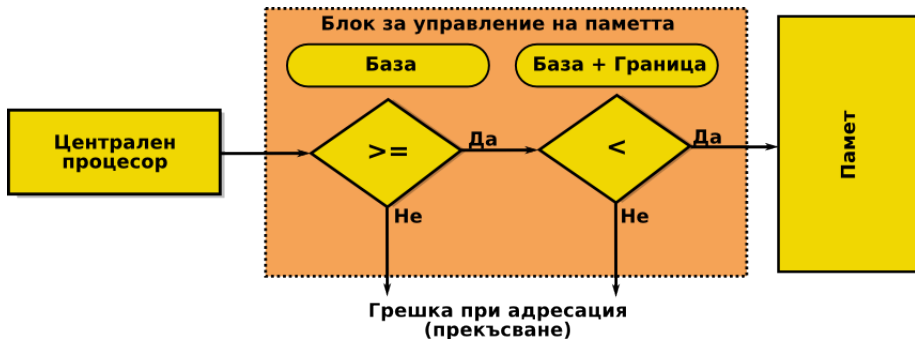 Блок за управление на паметта
База
База + Граница
Централен
процесор
>=
Да
<
Да
Памет
Не
Не
Грешка при адресация
(прекъсване)